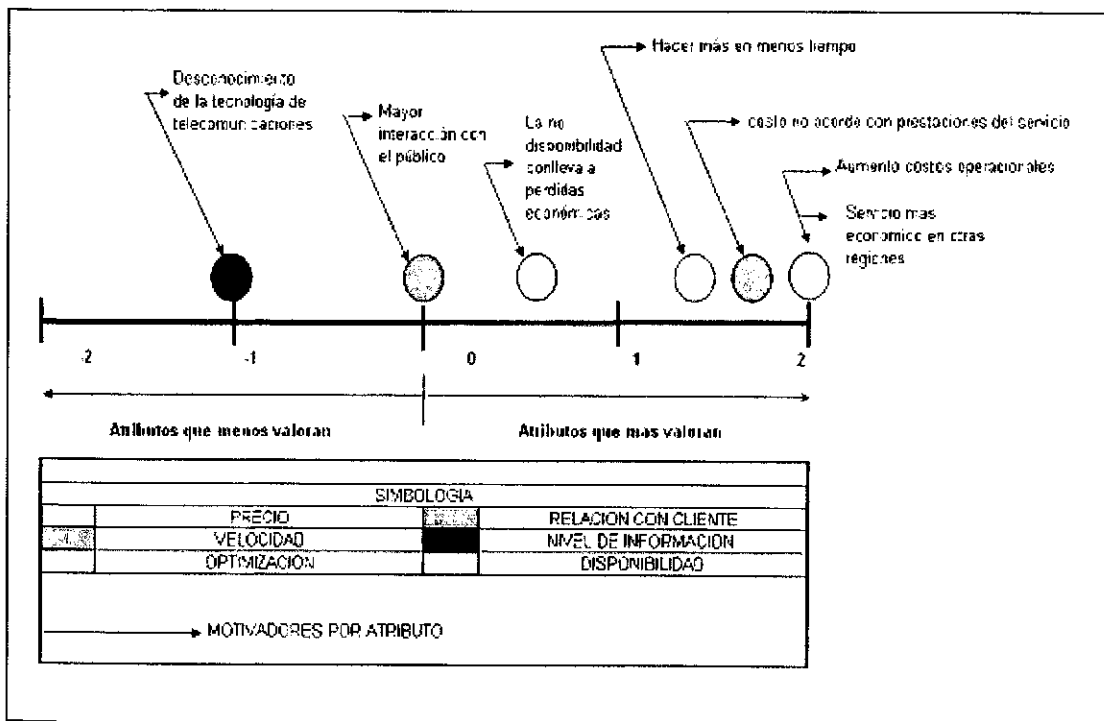 Hacer más en menos tiempo
Desconocimiento
de la tecnología de
telecomunicaciones
Mayor
interacción con
el público
La no
disponibilidad
conlleva a
perdidas
económicas
costo no acorde con prestaciones del servicio
Aumento costos operacionales
Servicio mas
economico en otras
regiones
-2
-1
0
1
2
Atributos que menos valoran
Atributos que mas valoran
SIMBOLOGIA
PRECIO
RELACION CON CLIENTE
VELOCIDAD
NIVEL DE INFORMACION
OPTIMIZACION
DISPONIBILIDAD
MOTIVADORES POR ATRIBUTO